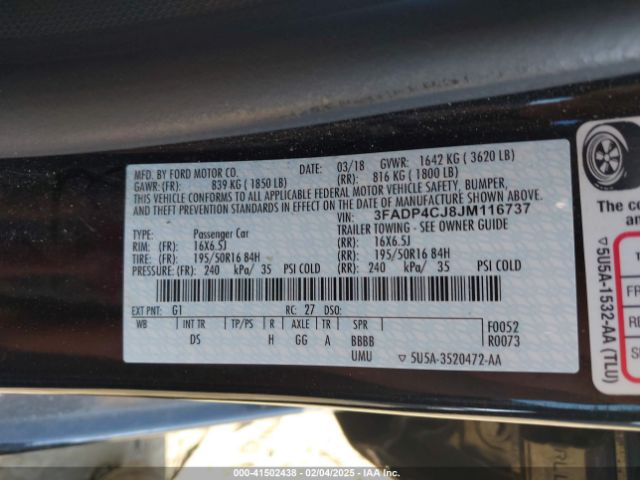 MFD. BY FORD MOTOR CO. DATE: 03/18 GVWR: 1642 KG ( 3620 LB)
GAWR: (FR): 839 KG ( 1850 LB) (RR): 816 KG ( 1800 LB)
THIS VEHICLE CONFORMS TO ALL APPLICABLE FEDERAL MOTOR VEHICLE SAFETY, BUMPER,
AND THEFT PREVENTION STANDARDS IN EFFECT ON THE DATE OF MANUFACTURE SHOWN ABOVE.
VIN: 3FADP4CJ8JM116737
TYPE: Passenger Car TRAILER TOWING - SEE OWNER GUIDE
RIM: (FR): 16X6.5J (RR): 16X6.5J
TIRE: (FR): 195/50R16 84H (RR): 195/50R16 84H
PRESSURE: (FR): 240 kPa/ 35 PSI COLD (RR): 240 kPa/ 35 PSI COLD
EXT PNT: G1 RC: 27 DSO:
WB INT TR TP/PS R AXLE TR SPR F0052
DS H GG A BBBB R0073
UMU ▽ 5U5A-3520472-AA
The co
and c
▽5U5A-1532-AA (TLU)
T
FR
RE
S
000-41502438 - 02/04/2025 - IAA Inc.